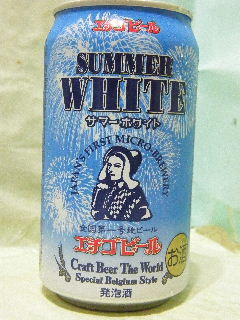 エチゴビール
SUMMER
WHITE
サマーホワイト
JAPAN'S FIRST MICROBREWERY
全国第一号地ビール
エチゴビール
お酒
Craft Beer The World
Special Belgium Style
発泡酒